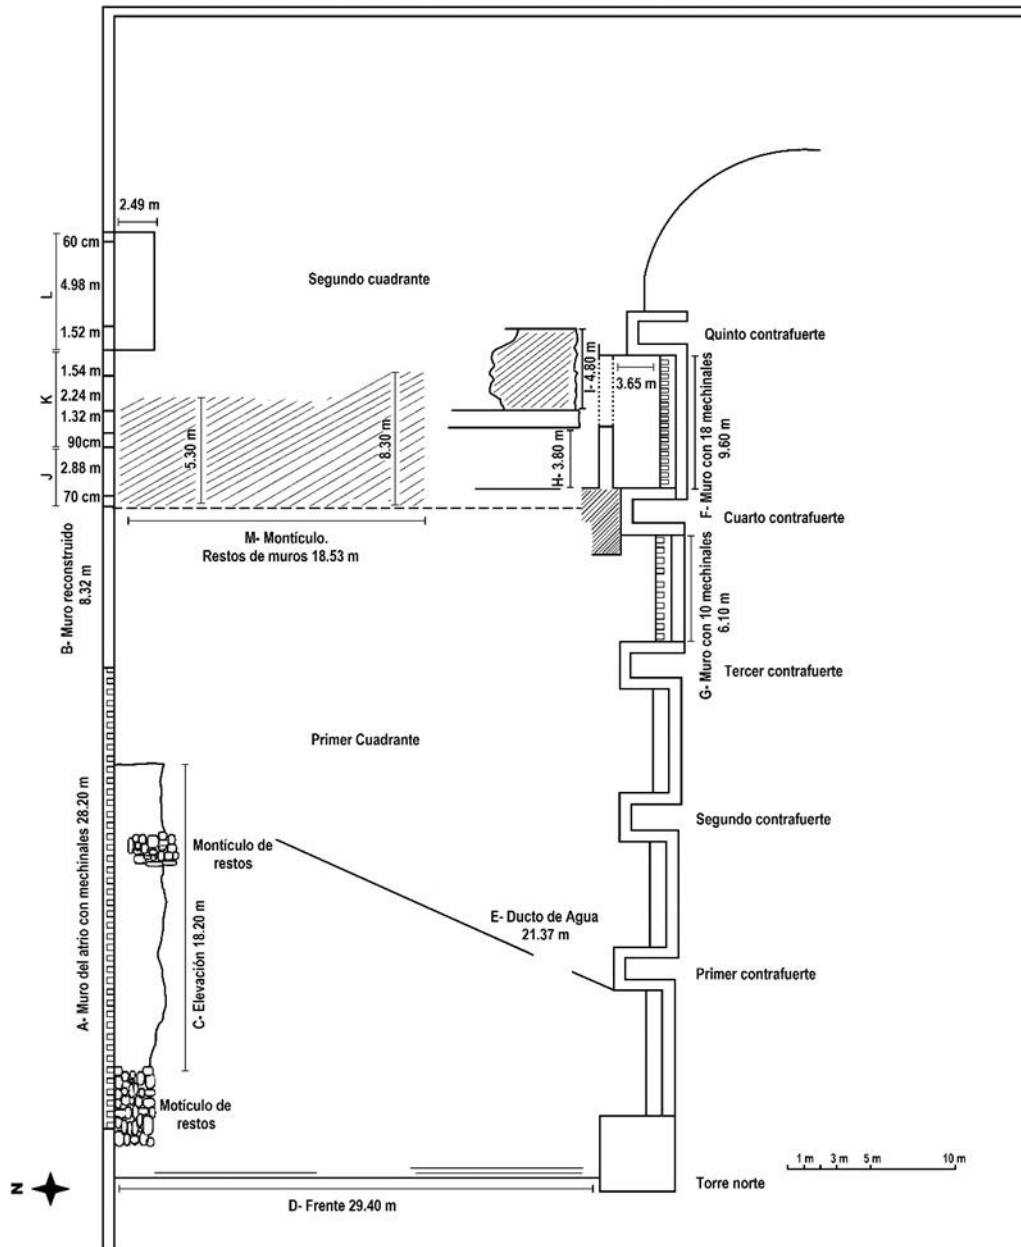 2.49 m
60 cm
4.98 m
L
1.52 m
Segundo cuadrante
Quinto contrafuerte
1.54 m
K
2.24 m
1.32 m
90cm
J
2.88 m
70 cm
5.30 m
8.30 m
I- 4.80 m
H- 3.80 m
3.65 m
F- Muro con 18 mechinales
9.60 m
Cuarto contrafuerte
M- Montículo.
Restos de muros 18.53 m
B- Muro reconstruido
8.32 m
G- Muro con 10 mechinales
6.10 m
Tercer contrafuerte
Primer Cuadrante
A- Muro del atrio con mechinales 28.20 m
Montículo de
restos
C- Elevación 18.20 m
Segundo contrafuerte
E- Ducto de Agua
21.37 m
Primer contrafuerte
Motículo de
restos
N
D- Frente 29.40 m
Torre norte
1 m 3 m 5 m 10 m